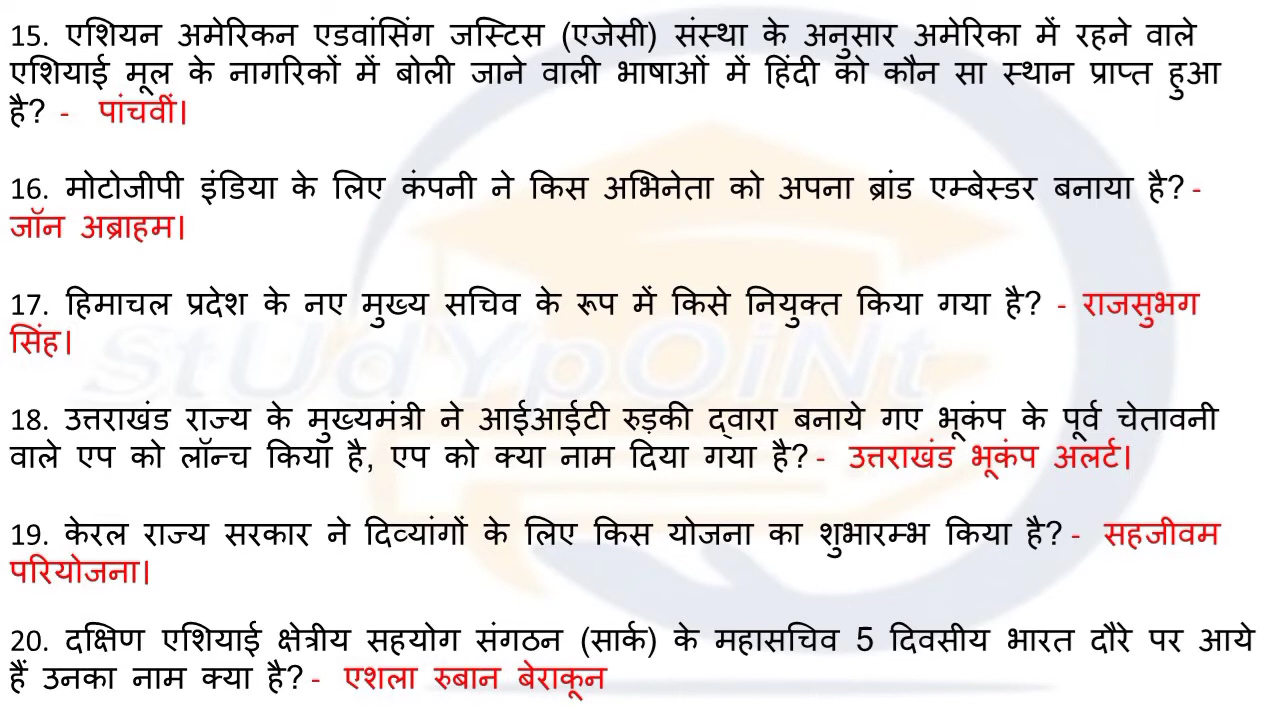 15. एशियन अमेरिकन एडवांसिंग जस्टिस (एजेसी) संस्था के अनुसार अमेरिका में रहने वाले
एशियाई मूल के नागरिकों में बोली जाने वाली भाषाओं में हिंदी को कौन सा स्थान प्राप्त हुआ
है? - पांचवीं।
16. मोटोजीपी इंडिया के लिए कंपनी ने किस अभिनेता को अपना ब्रांड एम्बेस्डर बनाया है? -
जॉन अब्राहम।
17. हिमाचल प्रदेश के नए मुख्य सचिव के रूप में किसे नियुक्त किया गया है? - राजसुभग
सिंह।
18. उत्तराखंड राज्य के मुख्यमंत्री ने आईआईटी रुड़की द्वारा बनाये गए भूकंप के पूर्व चेतावनी
वाले एप को लॉन्च किया है, एप को क्या नाम दिया गया है? - उत्तराखंड भूकंप अलर्ट।
19. केरल राज्य सरकार ने दिव्यांगों के लिए किस योजना का शुभारम्भ किया है? - सहजीवम
परियोजना।
20. दक्षिण एशियाई क्षेत्रीय सहयोग संगठन (सार्क) के महासचिव 5 दिवसीय भारत दौरे पर आये
हैं उनका नाम क्या है? - एशला रुबान बेराकून
stUdYpOiNt